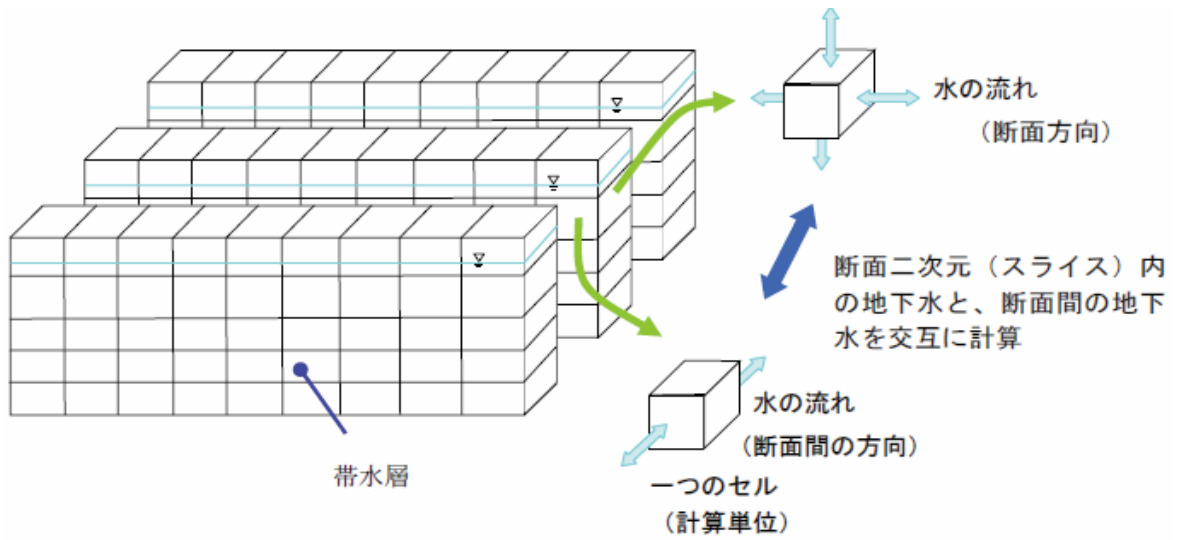 水の流れ
(断面方向)
断面二次元(スライス)内
の地下水と、断面間の地下
水を交互に計算
水の流れ
(断面間の方向)
一つのセル
(計算単位)
帯水層